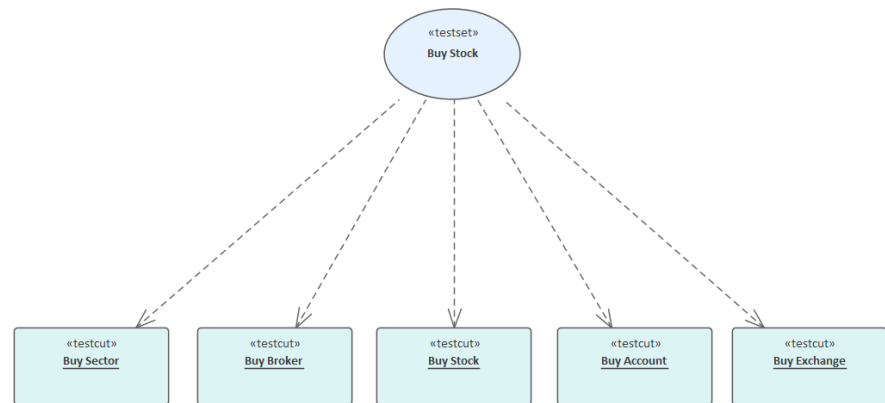 «testset»
Buy Stock
«testcut»
Buy Sector
«testcut»
Buy Broker
«testcut»
Buy Stock
«testcut»
Buy Account
«testcut»
Buy Exchange